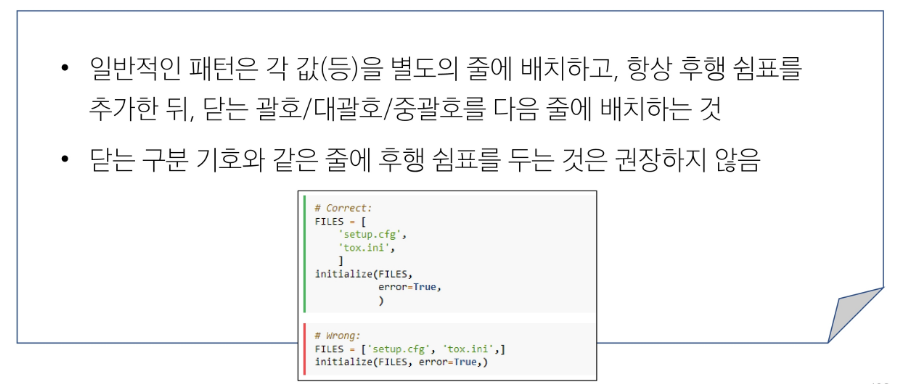 • 일반적인 패턴은 각 값(등)을 별도의 줄에 배치하고, 항상 후행 쉼표를
추가한 뒤, 닫는 괄호/대괄호/중괄호를 다음 줄에 배치하는 것
• 닫는 구분 기호와 같은 줄에 후행 쉼표를 두는 것은 권장하지 않음
# Correct:
FILES = [
    'setup.cfg',
    'tox.ini',
    ]
initialize(FILES,
           error=True,
           )
# Wrong:
FILES = ['setup.cfg', 'tox.ini',]
initialize(FILES, error=True,)